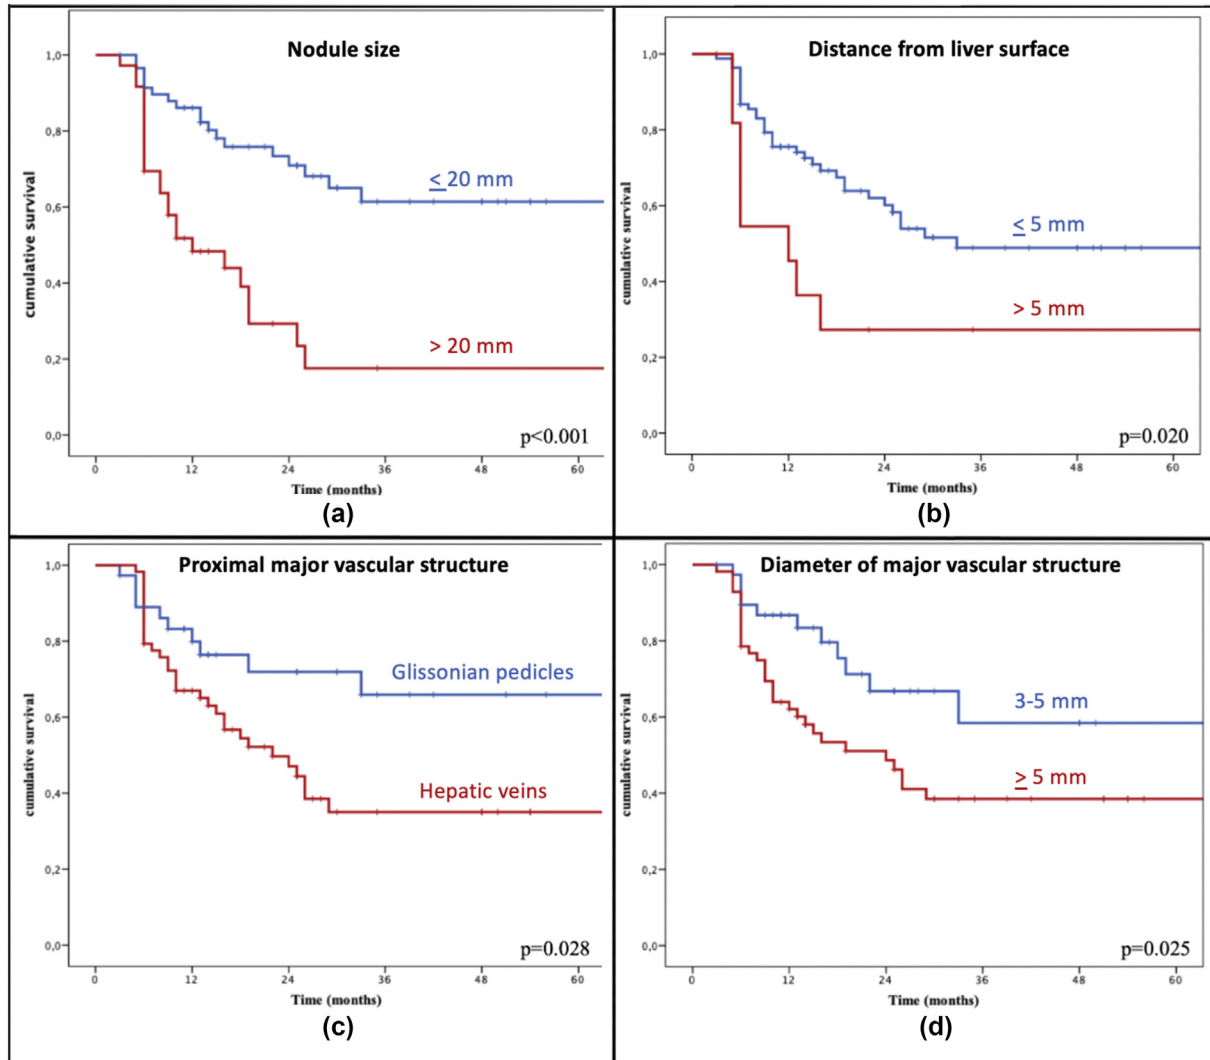 Nodule size
1,0
0,8
0,6
0,4
0,2
0,0
cumulative survival
≤ 20 mm
> 20 mm
p<0.001
0 12 24 36 48 60
Time (months)
(a)
Distance from liver surface
1,0
0,8
0,6
0,4
0,2
0,0
cumulative survival
≤ 5 mm
> 5 mm
p=0.020
0 12 24 36 48 60
Time (months)
(b)
Proximal major vascular structure
1,0
0,8
0,6
0,4
0,2
0,0
cumulative survival
Glissonian pedicles
Hepatic veins
p=0.028
0 12 24 36 48 60
Time (months)
(c)
Diameter of major vascular structure
1,0
0,8
0,6
0,4
0,2
0,0
cumulative survival
3-5 mm
≥ 5 mm
p=0.025
0 12 24 36 48 60
Time (months)
(d)